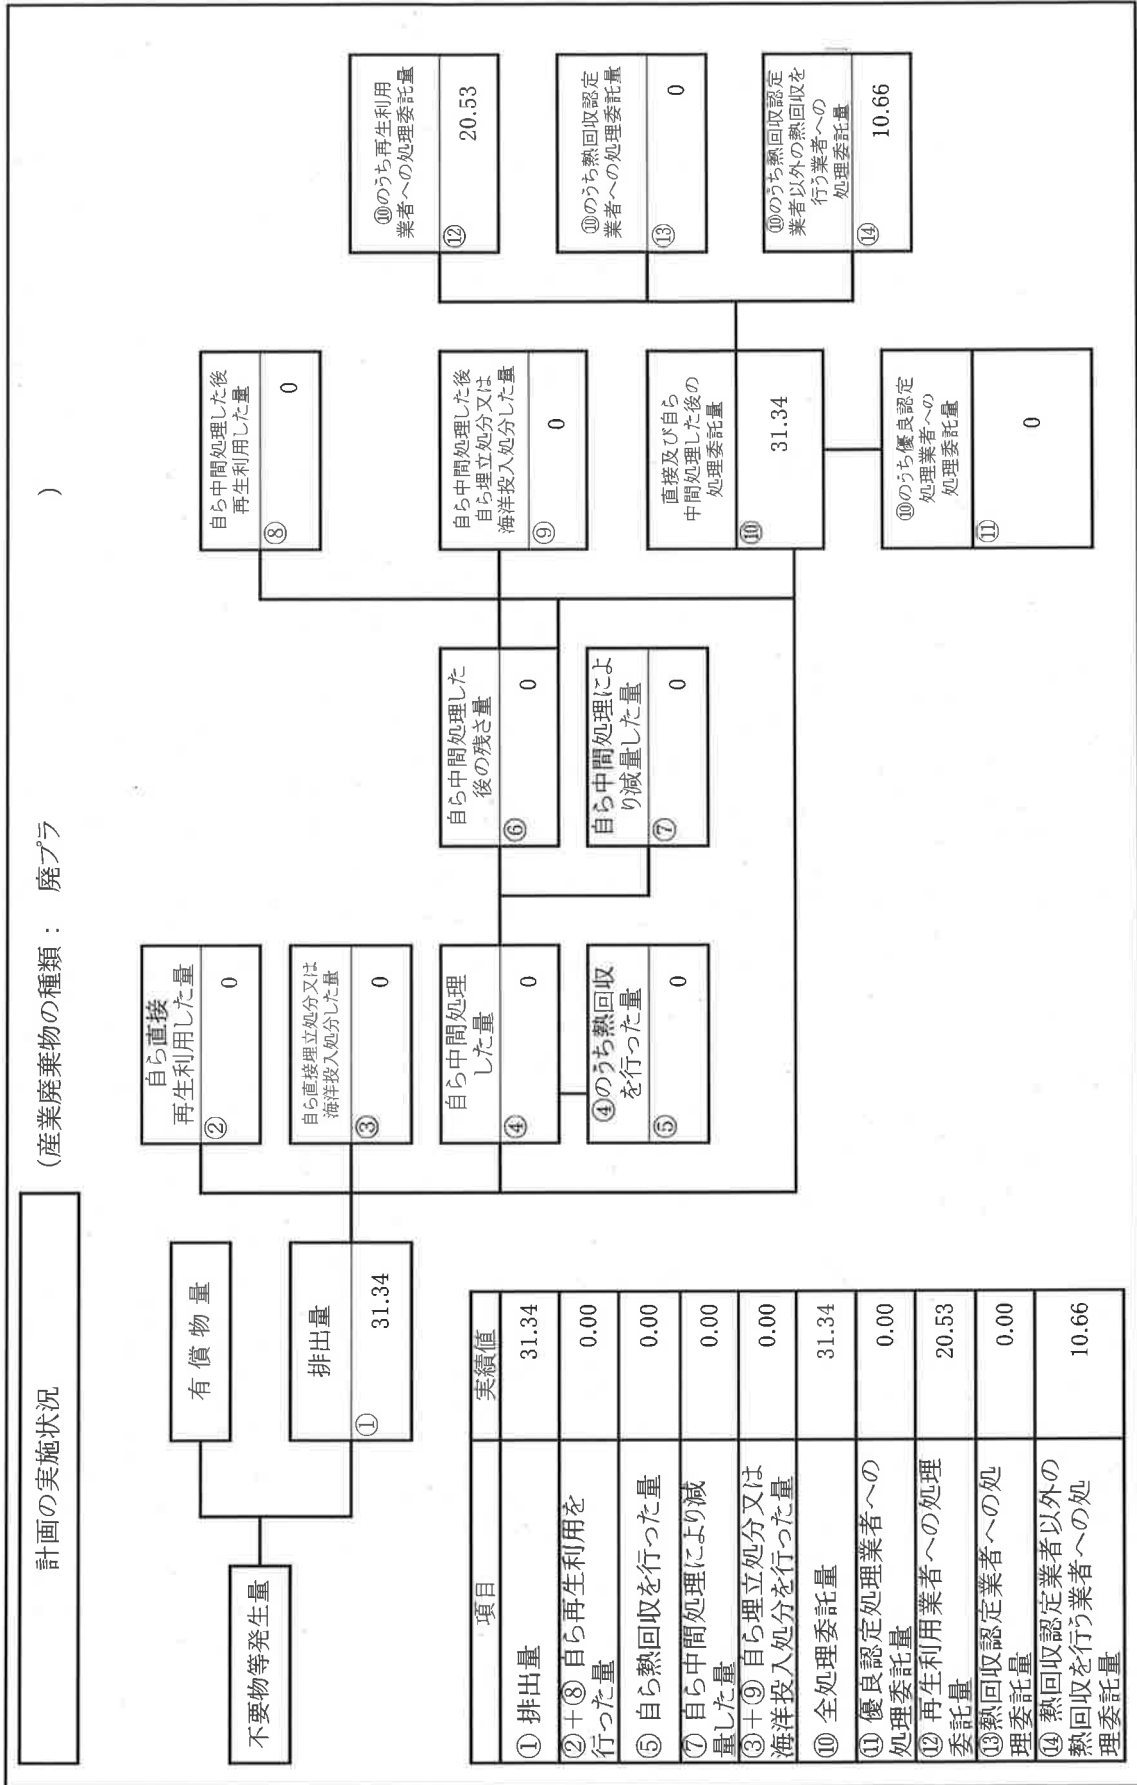 計画の実施状況
(産業廃棄物の種類： 廃プラ )
不要物等発生量
有 償 物 量
排出量
① 31.34
自ら直接
再生利用した量
② 0
自ら直接埋立処分又は
海洋投入処分した量
③ 0
自ら中間処理
した量
④ 0
④のうち熱回収
を行った量
⑤ 0
自ら中間処理した
後の残さ量
⑥ 0
自ら中間処理によ
り減量した量
⑦ 0
自ら中間処理した後
再生利用した量
⑧ 0
自ら中間処理した後
自ら埋立処分又は
海洋投入処分した量
⑨ 0
直接及び自ら
中間処理した後の
処理委託量
⑩ 31.34
⑩のうち優良認定
処理業者への
処理委託量
⑪ 0
⑩のうち再生利用
業者への処理委託量
⑫ 20.53
⑩のうち熱回収認定
業者への処理委託量
⑬ 0
⑩のうち熱回収認定
業者以外の熱回収を
行う業者への
処理委託量
⑭ 10.66
項目 実績値
① 排出量 31.34
②＋⑧ 自ら再生利用を
行った量 0.00
⑤ 自ら熱回収を行った量 0.00
⑦ 自ら中間処理により減
量した量 0.00
③＋⑨ 自ら埋立処分又は
海洋投入処分を行った量 0.00
⑩ 全処理委託量 31.34
⑪ 優良認定処理業者への
処理委託量 0.00
⑫ 再生利用業者への処理
委託量 20.53
⑬熱回収認定業者への処
理委託量 0.00
⑭ 熱回収認定業者以外の
熱回収を行う業者への処
理委託量 10.66